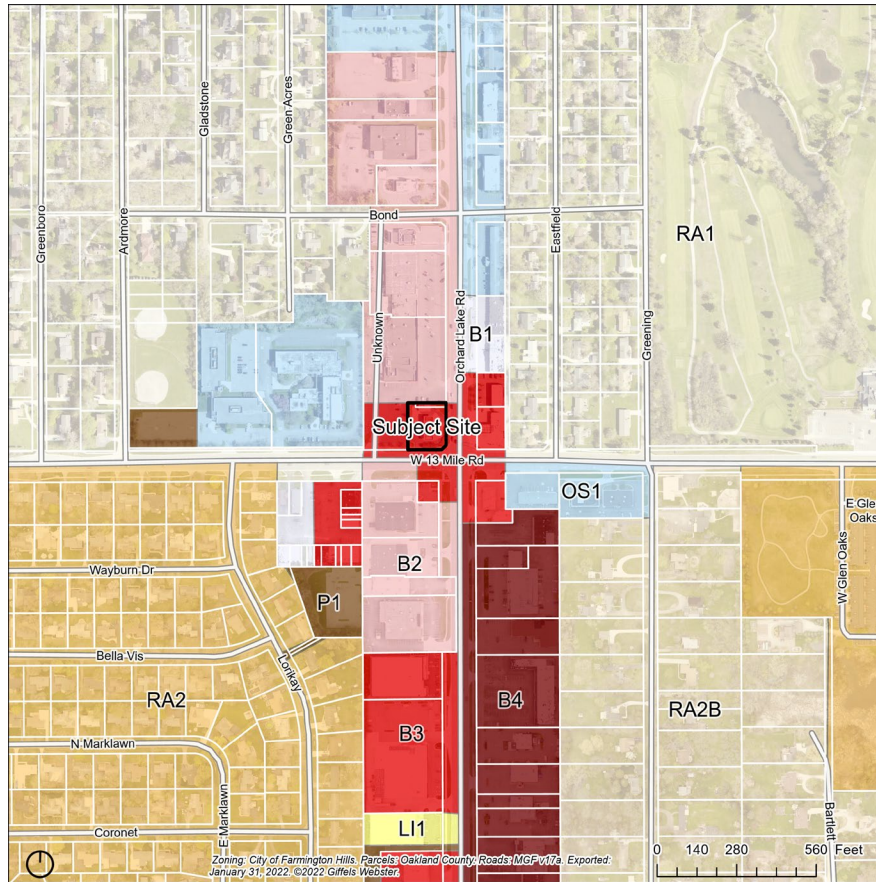 Greenboro
Ardmore
Gladstone
Green Acres
Bond
Unknown
Orchard Lake Rd
Eastfield
Greening
RA1
B1
Subject Site
W 13 Mile Rd
OS1
E Gle
Oaks
W Glen Oaks
Wayburn Dr
B2
P1
Bella Vis
Lorikay
RA2
B4
RA2B
N Marklawn
B3
E Marklawn
Coronet
LI1
Bartlett
Zoning: City of Farmington Hills. Parcels: Oakland County. Roads: MGF v17a. Exported:
January 31, 2022. ©2022 Giffels Webster.
0 140 280 560 Feet